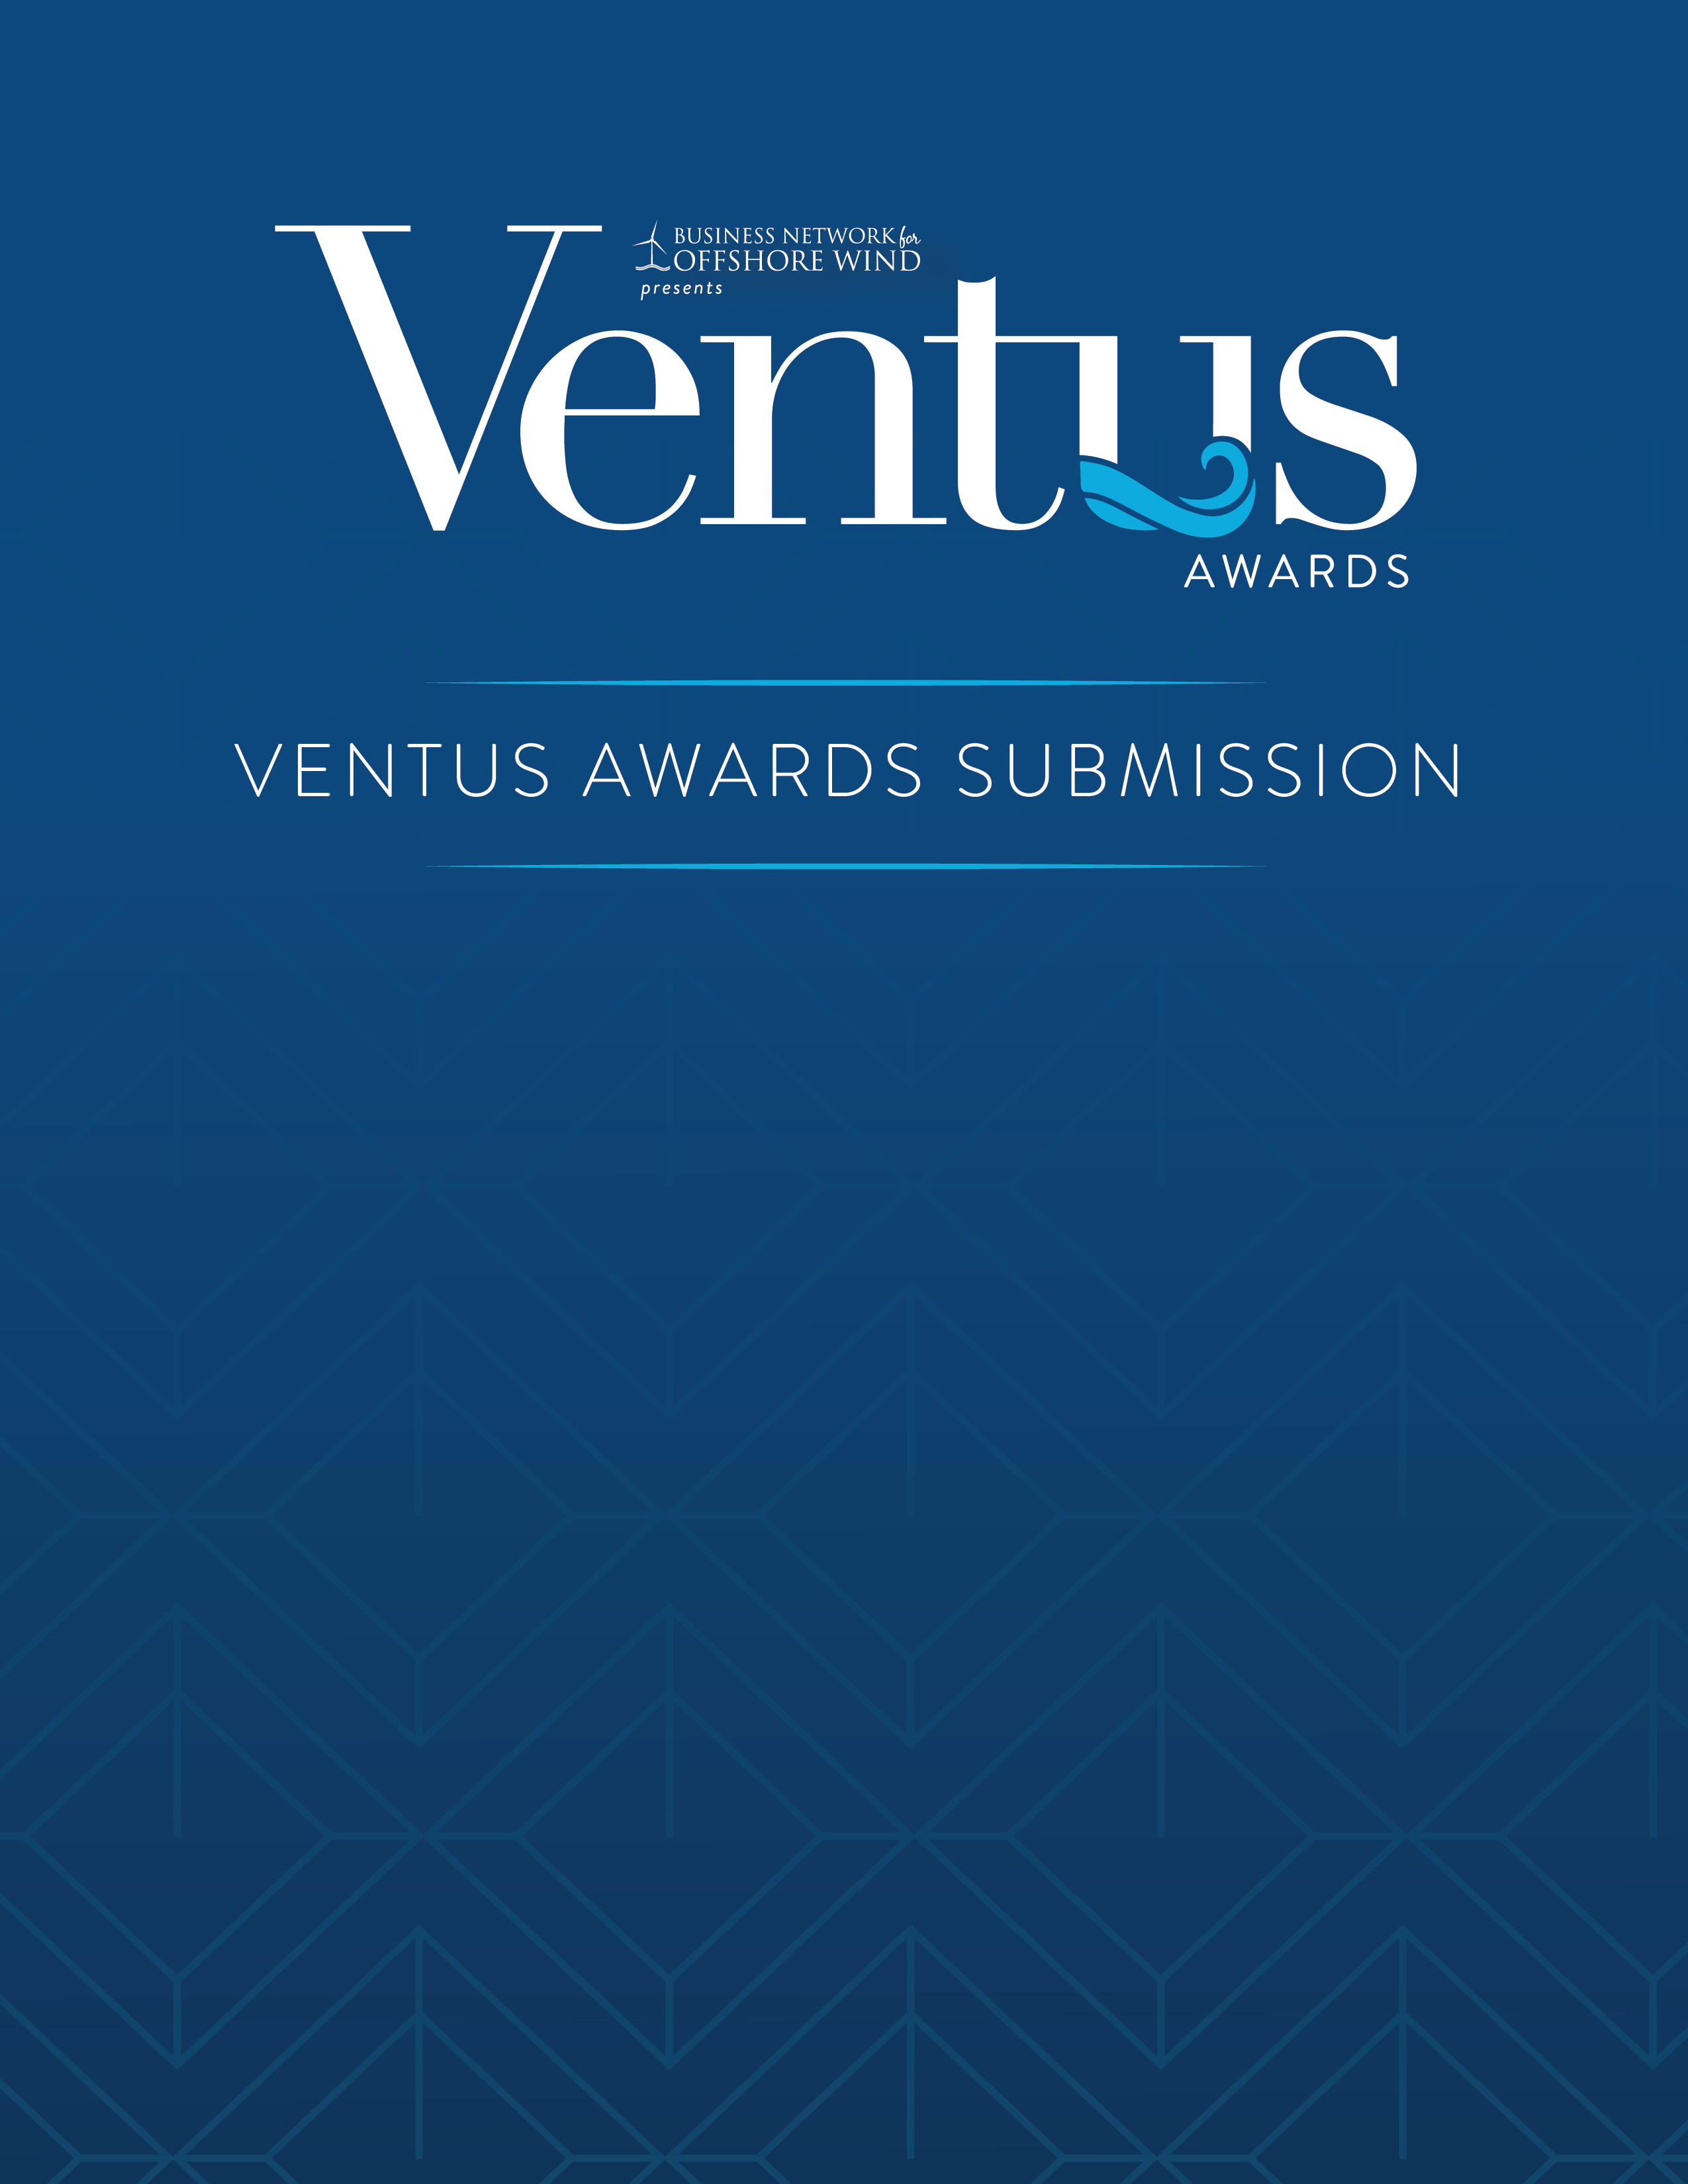 BUSINESS NETWORK for
OFFSHORE WIND
presents
Ventus
AWARDS
VENTUS AWARDS SUBMISSION